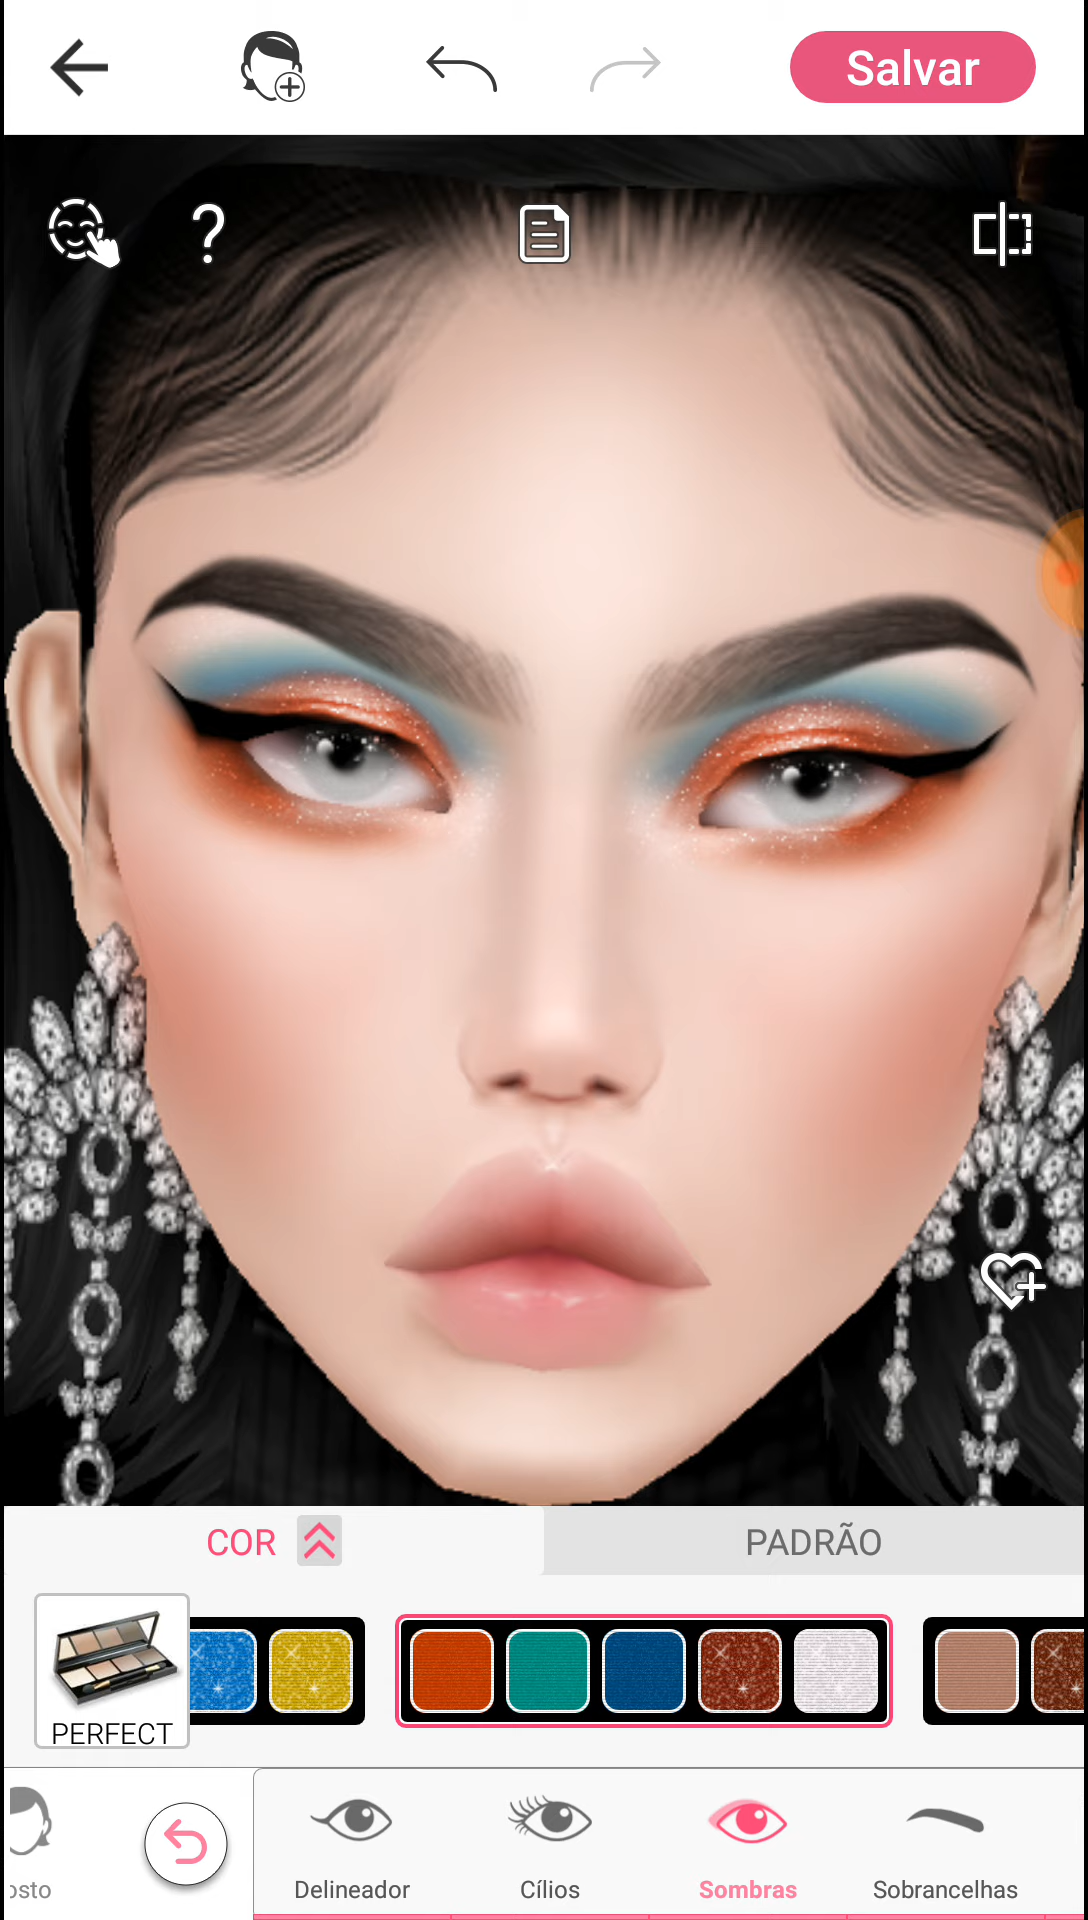 Salvar
?
COR
PADRÃO
PERFECT
osto
Delineador
Cílios
Sombras
Sobrancelhas